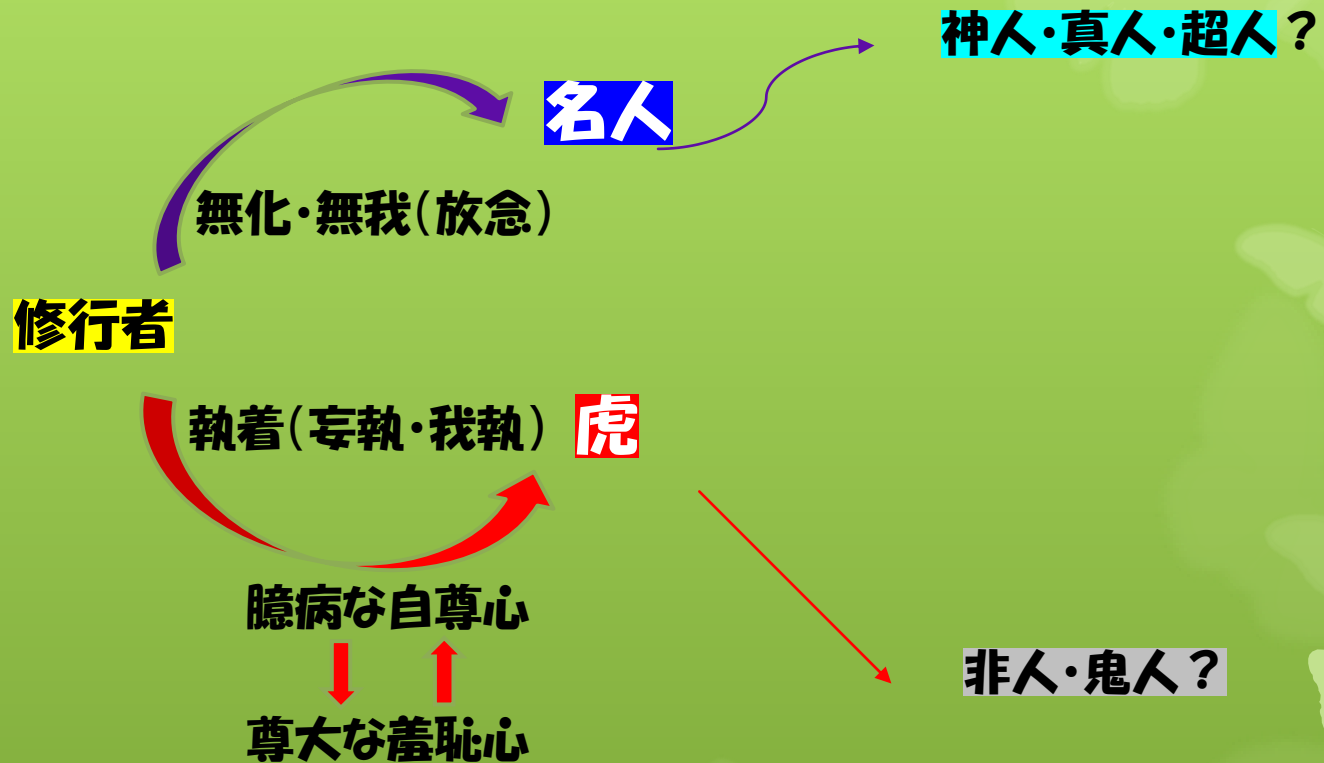 神人・真人・超人？
名人
無化・無我(放念)
修行者
執着(妄執・我執)
虎
臆病な自尊心
非人・鬼人？
尊大な羞恥心